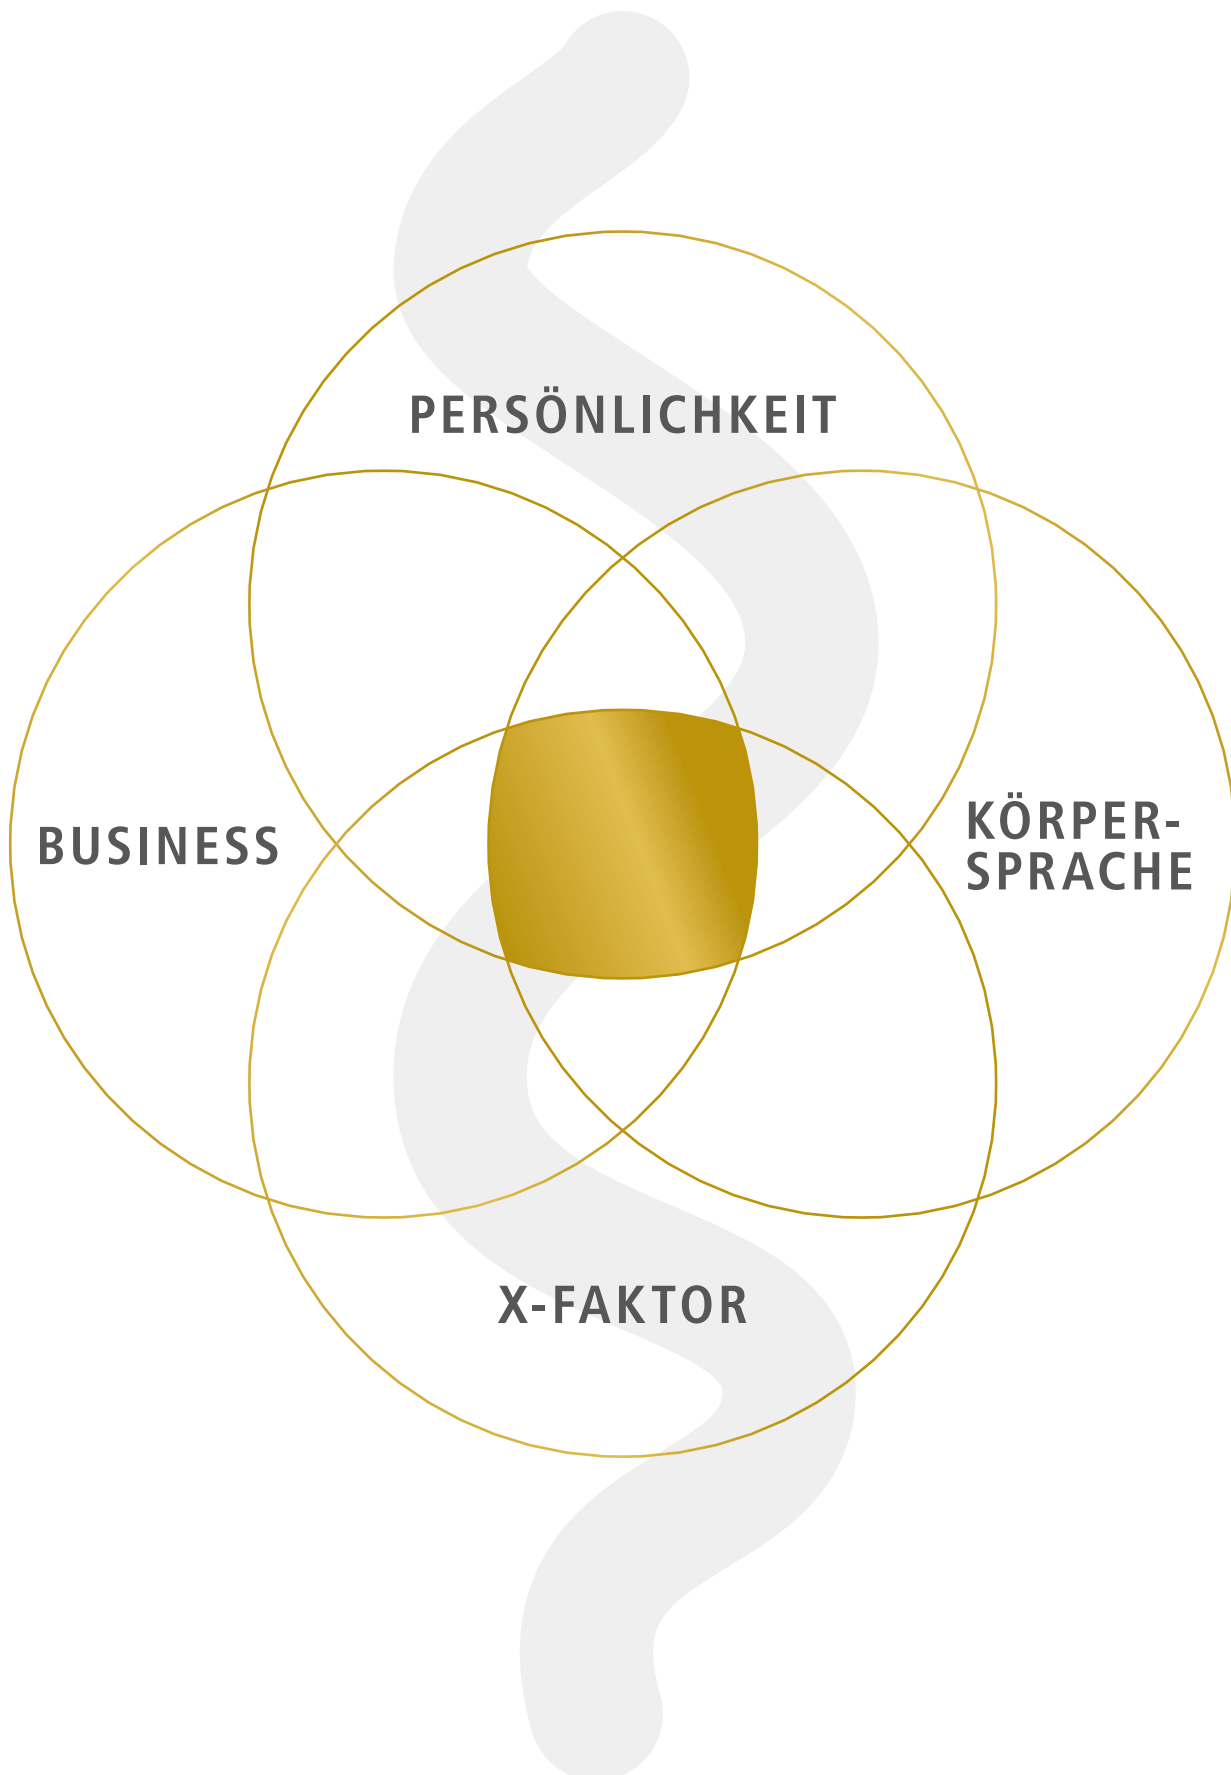 PERSÖNLICHKEIT
BUSINESS
KÖRPER-
SPRACHE
X-FAKTOR